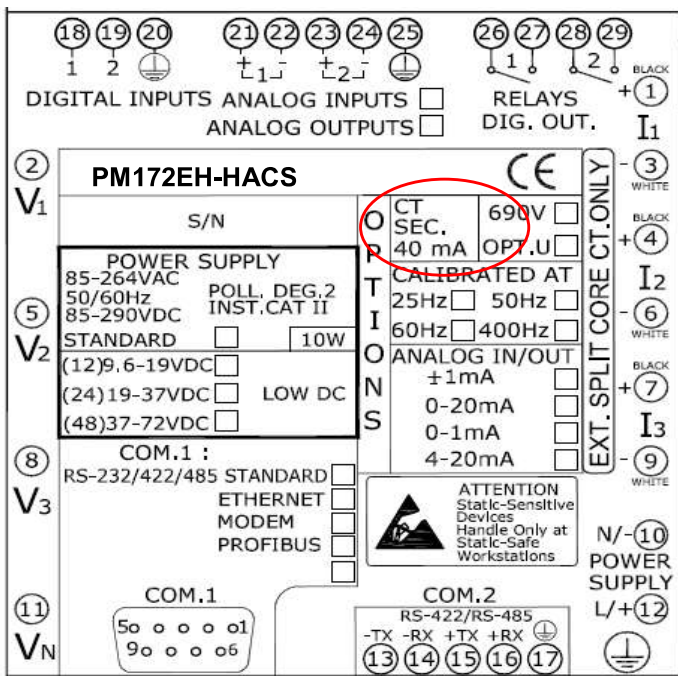 18 19 20 21 22 23 24 25 26 27 28 29
1 2 + 1 - + 2 - 1 2
DIGITAL INPUTS
ANALOG INPUTS
ANALOG OUTPUTS
RELAYS
DIG. OUT.
BLACK
+ 1
I1
- 3
WHITE
BLACK
+ 4
I2
- 6
WHITE
BLACK
+ 7
I3
- 9
WHITE
2
V1
5
V2
8
V3
11
VN
PM172EH-HACS
CE
S/N
POWER SUPPLY
85-264VAC
50/60Hz
85-290VDC
POLL. DEG.2
INST.CAT II
STANDARD
10W
(12)9.6-19VDC
(24)19-37VDC
LOW DC
(48)37-72VDC
OPTIONS
CT
SEC.
40 mA
690V
OPT.U
CALIBRATED AT
25Hz 50Hz
60Hz 400Hz
ANALOG IN/OUT
±1mA
0-20mA
0-1mA
4-20mA
EXT. SPLIT CORE CT.ONLY
COM.1 :
RS-232/422/485 STANDARD
ETHERNET
MODEM
PROFIBUS
ATTENTION
Static-Sensitive
Devices
Handle Only at
Static-Safe
Workstations
N/- 10
POWER
SUPPLY
L/+ 12
COM.1
5 1
9 6
COM.2
RS-422/RS-485
-TX -RX +TX +RX
13 14 15 16 17